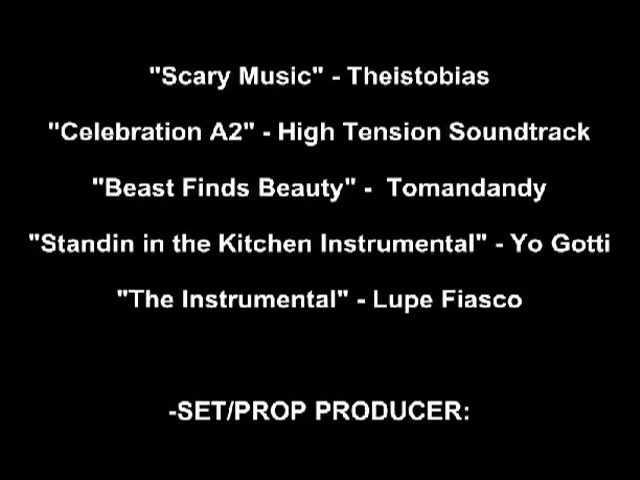 "Scary Music" - Theistobias
"Celebration A2" - High Tension Soundtrack
"Beast Finds Beauty" -  Tomandandy
"Standin in the Kitchen Instrumental" - Yo Gotti
"The Instrumental" - Lupe Fiasco
-SET/PROP PRODUCER: